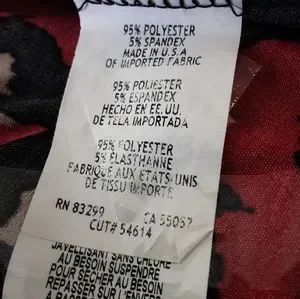 95% POLYESTER
5% SPANDEX
MADE IN U.S.A
OF IMPORTED FABRIC
95% POLIESTER
5% ESPANDEX
HECHO EN EE.UU.
DE TELA IMPORTADA
95% POLYESTER
5% ELASTHANNE
FABRIQUE AUX ETATS-UNIS
DE TISSU IMPORTE
RN 83299 CA 55057
CUT# 54614
JAVELLISANT SANS CHLORE
AU BESOIN SUSPENDRE
POUR SECHER AU BESOIN
REPASSER SUR L'ENVERS